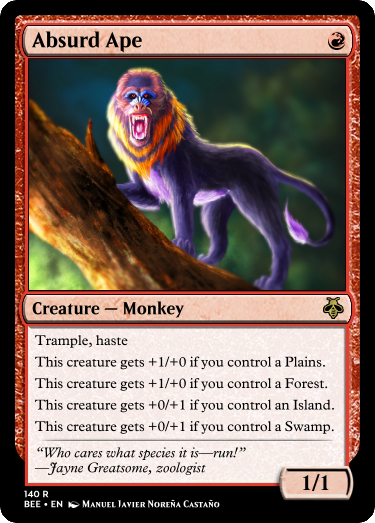 Absurd Ape
Creature — Monkey
Trample, haste
This creature gets +1/+0 if you control a Plains.
This creature gets +1/+0 if you control a Forest.
This creature gets +0/+1 if you control an Island.
This creature gets +0/+1 if you control a Swamp.
“Who cares what species it is—run!”
—Jayne Greatsome, zoologist
1/1
140 R
BEE • EN Manuel Javier Noreña Castaño